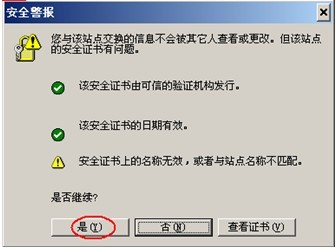 安全警报
您与该站点交换的信息不会被其它人查看或更改。但该站点
的安全证书有问题。
该安全证书由可信的验证机构发行。
该安全证书的日期有效。
安全证书上的名称无效，或者与站点名称不匹配。
是否继续?
是(Y)
否(N)
查看证书(V)